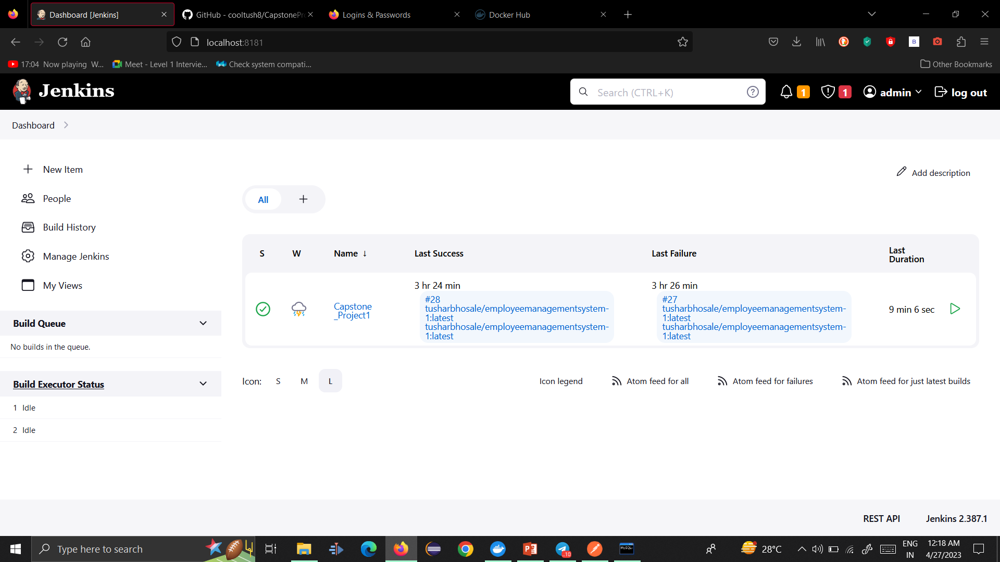 Dashboard [Jenkins]
GitHub - cooltush8/CapstonePr
Logins & Passwords
Docker Hub
localhost:8181
17:04 Now playing W...
Meet - Level 1 Intervie...
Check system compati...
Other Bookmarks
Jenkins
Search (CTRL+K)
1
1
admin
log out
Dashboard
New Item
People
Build History
Manage Jenkins
My Views
Build Queue
No builds in the queue.
Build Executor Status
1 Idle
2 Idle
Add description
All
S
W
Name ↓
Last Success
Last Failure
Last
Duration
Capstone
_Project1
3 hr 24 min
#28
tusharbhosale/employeemanagementsystem-
1:latest
tusharbhosale/employeemanagementsystem-
1:latest
3 hr 26 min
#27
tusharbhosale/employeemanagementsystem-
1:latest
tusharbhosale/employeemanagementsystem-
1:latest
9 min 6 sec
Icon: S M L
Icon legend
Atom feed for all
Atom feed for failures
Atom feed for just latest builds
REST API
Jenkins 2.387.1
Type here to search
28°C
ENG
IN
12:18 AM
4/27/2023